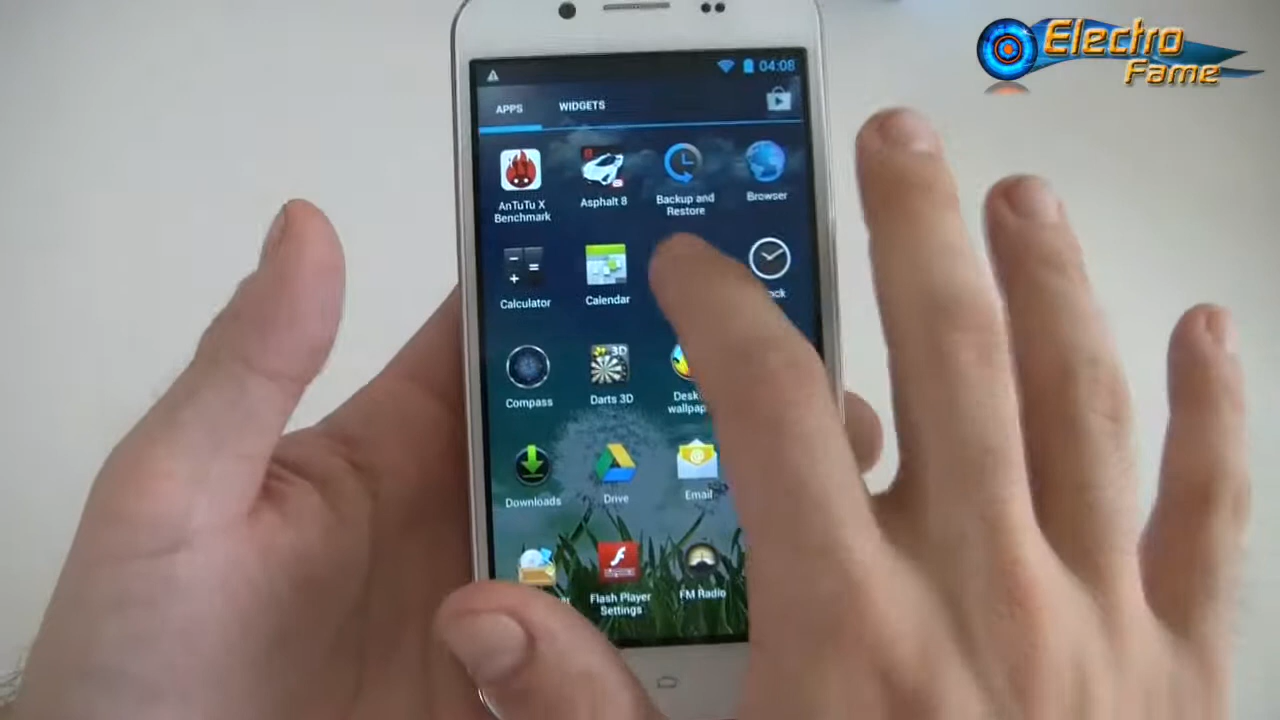 Electro
Fame
04:08
APPS WIDGETS
AnTuTu X
Benchmark
Asphalt 8
Backup and
Restore
Browser
Calculator
Calendar
Compass
Darts 3D
Downloads
Drive
Email
Flash Player
Settings
FM Radio